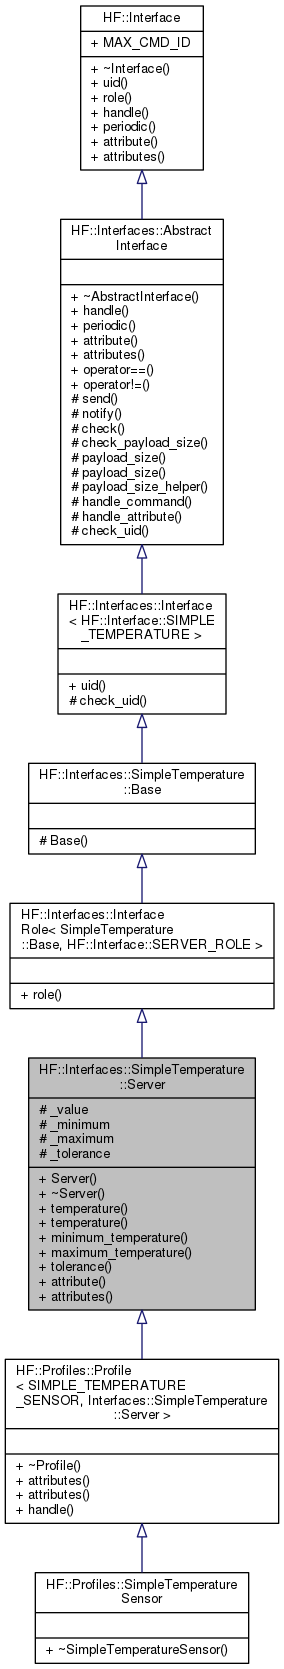 HF::Interface
+ MAX_CMD_ID
+ ~Interface()
+ uid()
+ role()
+ handle()
+ periodic()
+ attribute()
+ attributes()
HF::Interfaces::Abstract
Interface
+ ~AbstractInterface()
+ handle()
+ periodic()
+ attribute()
+ attributes()
+ operator==()
+ operator!=()
# send()
# notify()
# check()
# check_payload_size()
# payload_size()
# payload_size()
# payload_size_helper()
# handle_command()
# handle_attribute()
# check_uid()
HF::Interfaces::Interface
< HF::Interface::SIMPLE
_TEMPERATURE >
+ uid()
# check_uid()
HF::Interfaces::SimpleTemperature
::Base
# Base()
HF::Interfaces::Interface
Role< SimpleTemperature
::Base, HF::Interface::SERVER_ROLE >
+ role()
HF::Interfaces::SimpleTemperature
::Server
# _value
# _minimum
# _maximum
# _tolerance
+ Server()
+ ~Server()
+ temperature()
+ temperature()
+ minimum_temperature()
+ maximum_temperature()
+ tolerance()
+ attribute()
+ attributes()
HF::Profiles::Profile
< SIMPLE_TEMPERATURE
_SENSOR, Interfaces::SimpleTemperature
::Server >
+ ~Profile()
+ attributes()
+ attributes()
+ handle()
HF::Profiles::SimpleTemperature
Sensor
+ ~SimpleTemperatureSensor()